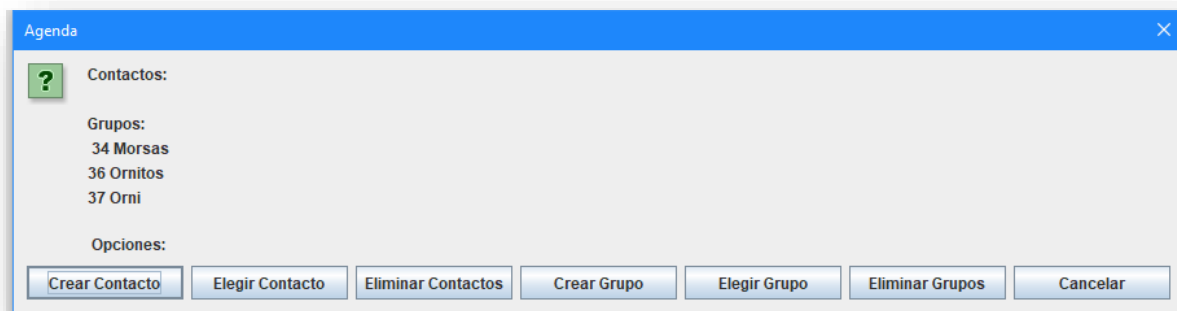 Agenda
?
Contactos:
Grupos:
34 Morsas
36 Ornitos
37 Orni
Opciones:
Crear Contacto Elegir Contacto Eliminar Contactos Crear Grupo Elegir Grupo Eliminar Grupos Cancelar